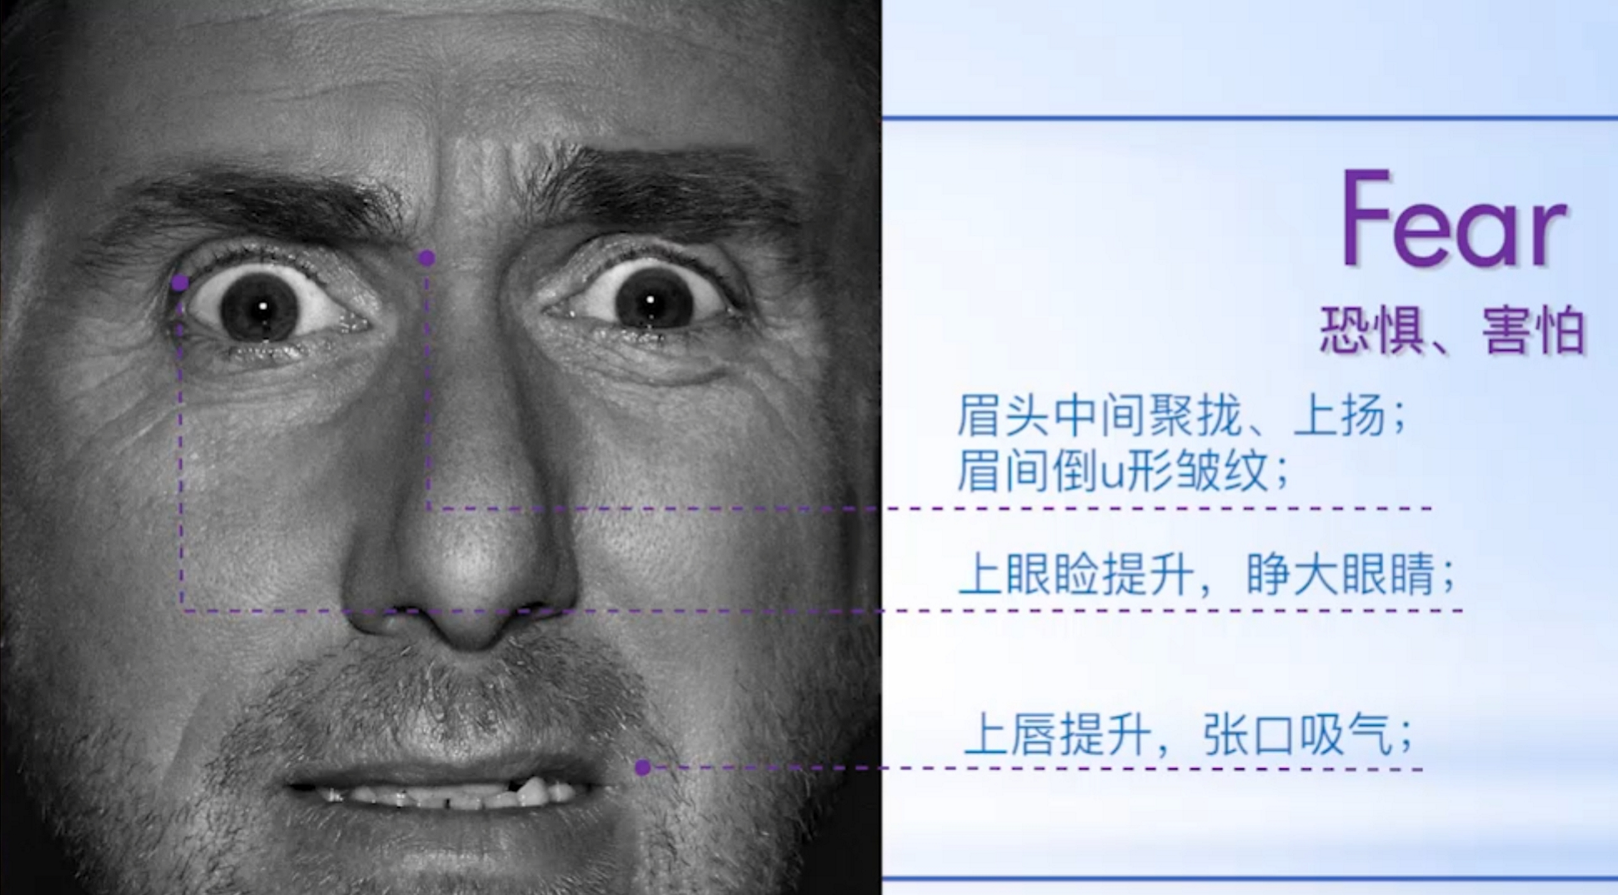 Fear
恐惧、害怕
眉头中间聚拢、上扬；
眉间倒u形皱纹；
上眼睑提升，睁大眼睛；
上唇提升，张口吸气；